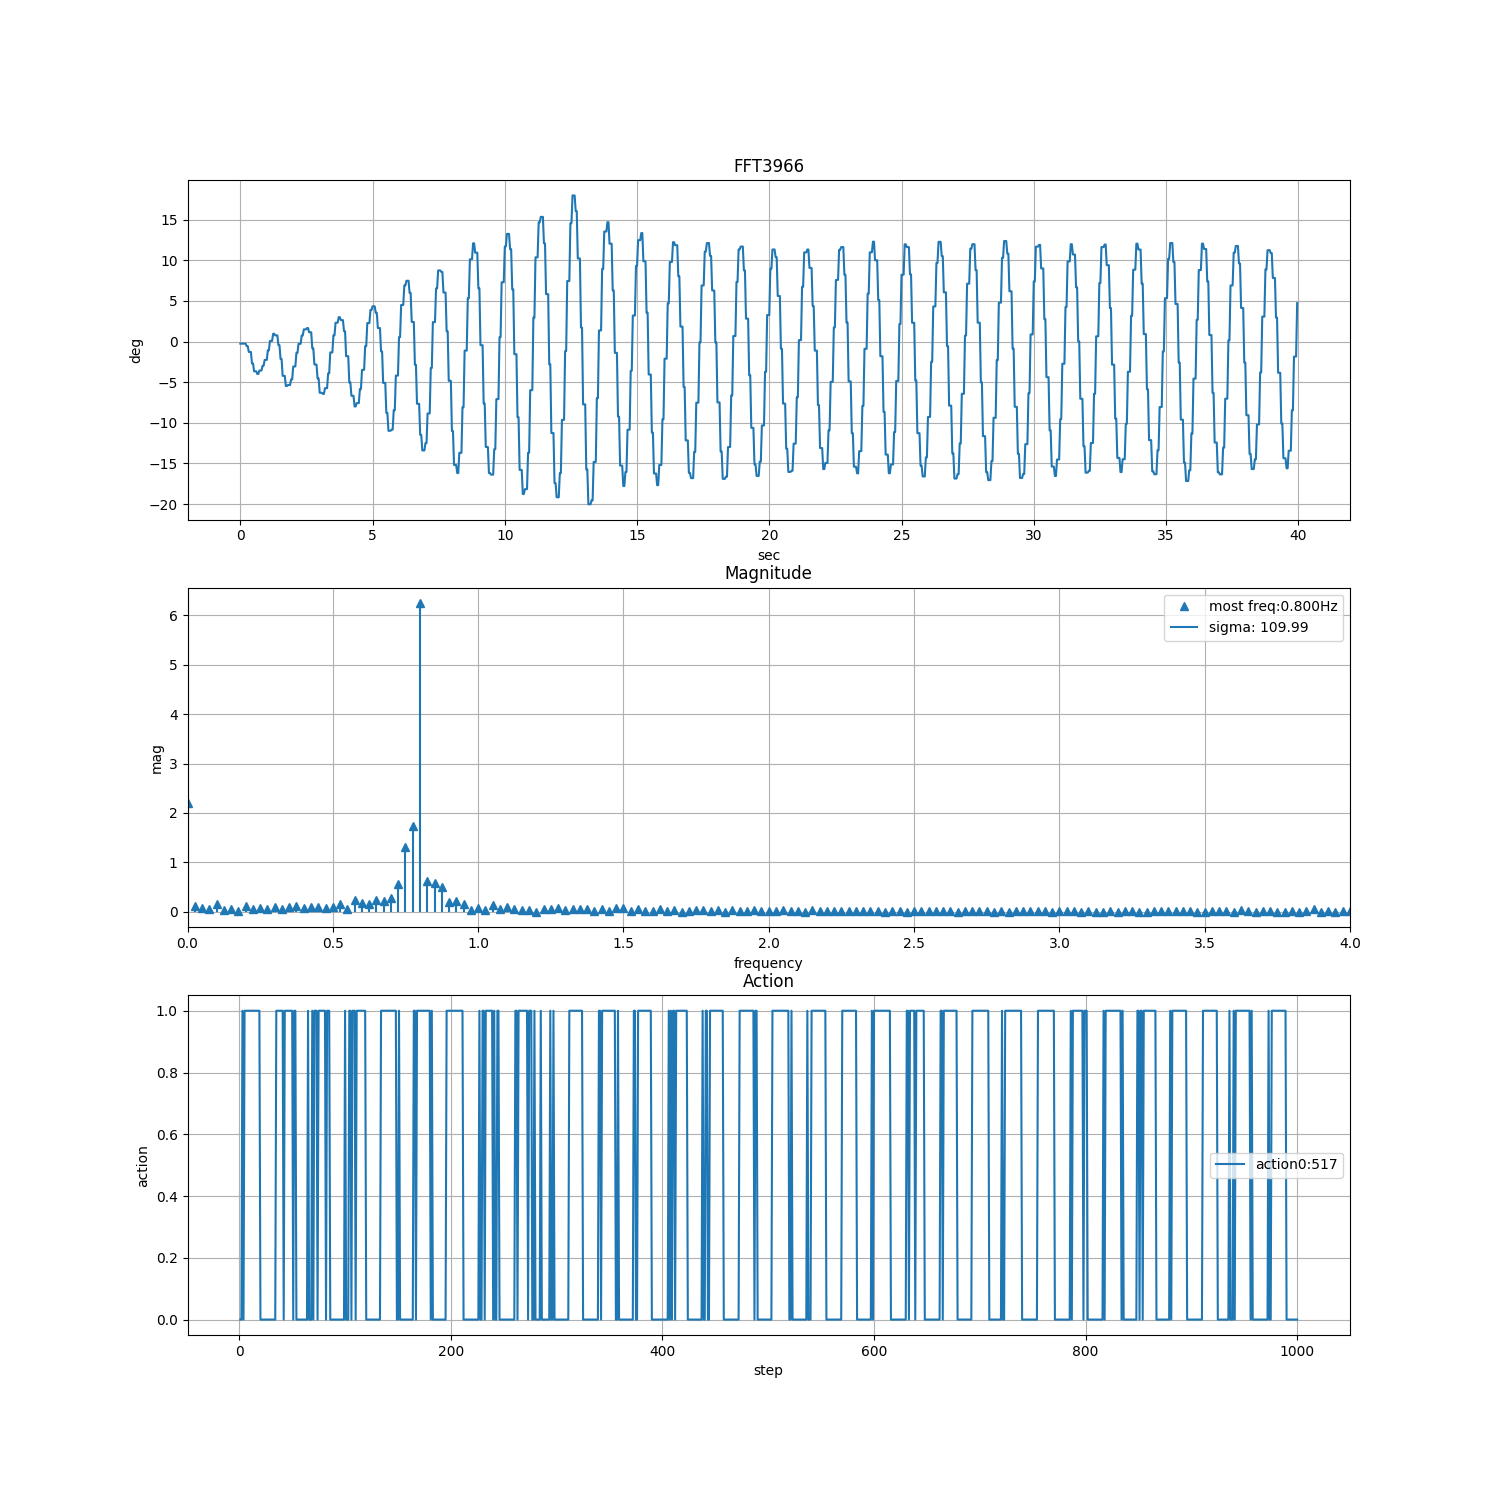 FFT3966
15
10
5
0
−5
−10
−15
−20
deg
0 5 10 15 20 25 30 35 40
sec
Magnitude
most freq:0.800Hz
sigma: 109.99
6
5
4
3
2
1
0
mag
0.0 0.5 1.0 1.5 2.0 2.5 3.0 3.5 4.0
frequency
Action
1.0
0.8
0.6
0.4
0.2
0.0
action
action0:517
0 200 400 600 800 1000
step